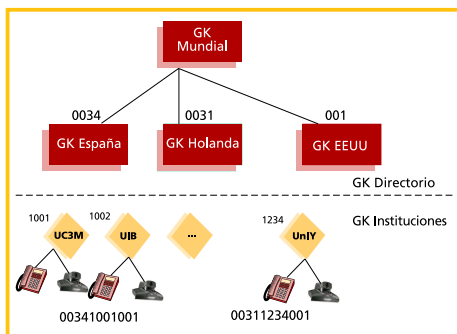 GK
Mundial
0034
0031
001
GK España
GK Holanda
GK EEUU
GK Directorio
GK Instituciones
1001
UC3M
1002
UIB
...
1234
UnIY
00341001001
00311234001